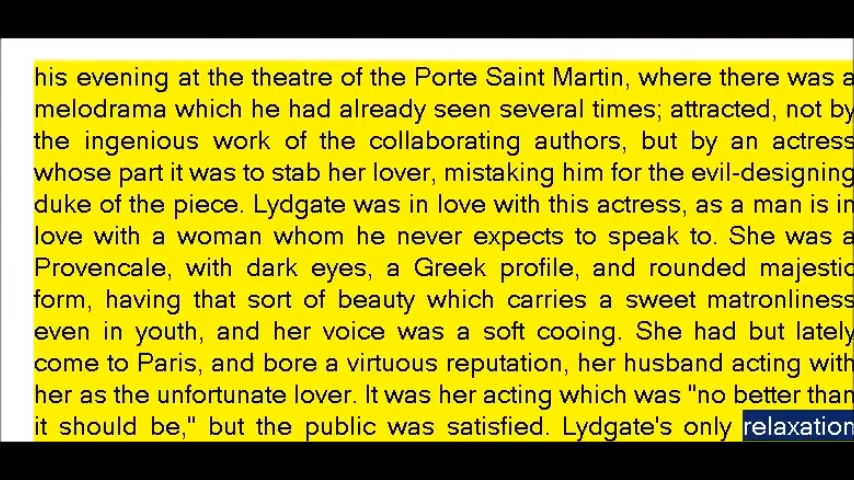 his evening at the theatre of the Porte Saint Martin, where there was a
melodrama which he had already seen several times; attracted, not by
the ingenious work of the collaborating authors, but by an actress
whose part it was to stab her lover, mistaking him for the evil-designing
duke of the piece. Lydgate was in love with this actress, as a man is in
love with a woman whom he never expects to speak to. She was a
Provencale, with dark eyes, a Greek profile, and rounded majestic
form, having that sort of beauty which carries a sweet matronliness
even in youth, and her voice was a soft cooing. She had but lately
come to Paris, and bore a virtuous reputation, her husband acting with
her as the unfortunate lover. It was her acting which was "no better than
it should be," but the public was satisfied. Lydgate's only relaxation